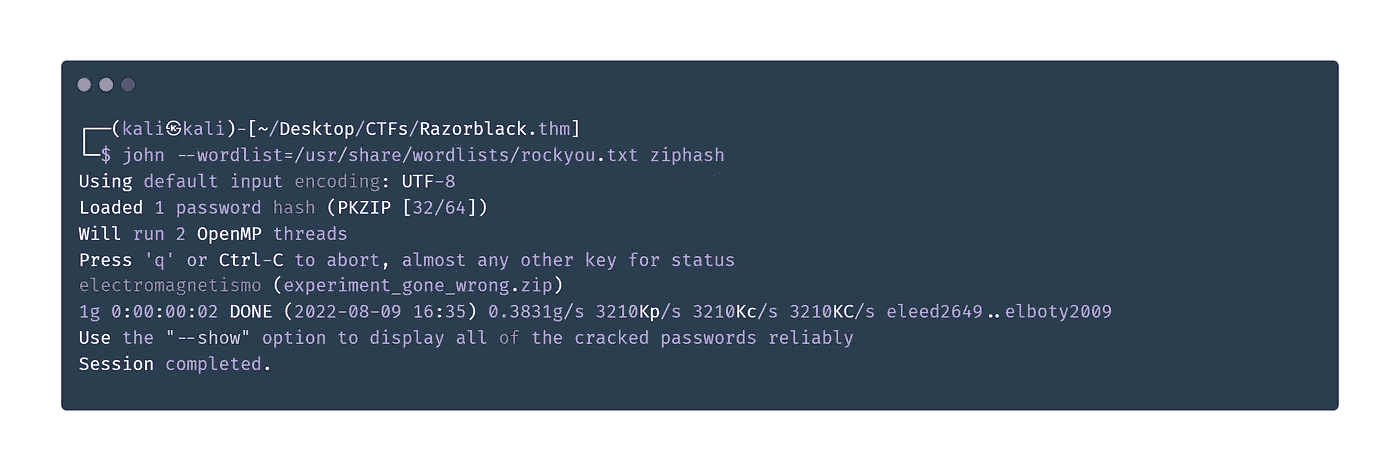 ┌──(kali㉿kali)-[~/Desktop/CTFs/Razorblack.thm]
└─$ john --wordlist=/usr/share/wordlists/rockyou.txt ziphash
Using default input encoding: UTF-8
Loaded 1 password hash (PKZIP [32/64])
Will run 2 OpenMP threads
Press 'q' or Ctrl-C to abort, almost any other key for status
electromagnetismo (experiment_gone_wrong.zip)
1g 0:00:00:02 DONE (2022-08-09 16:35) 0.3831g/s 3210Kp/s 3210Kc/s 3210KC/s eleed2649..elboty2009
Use the "--show" option to display all of the cracked passwords reliably
Session completed.